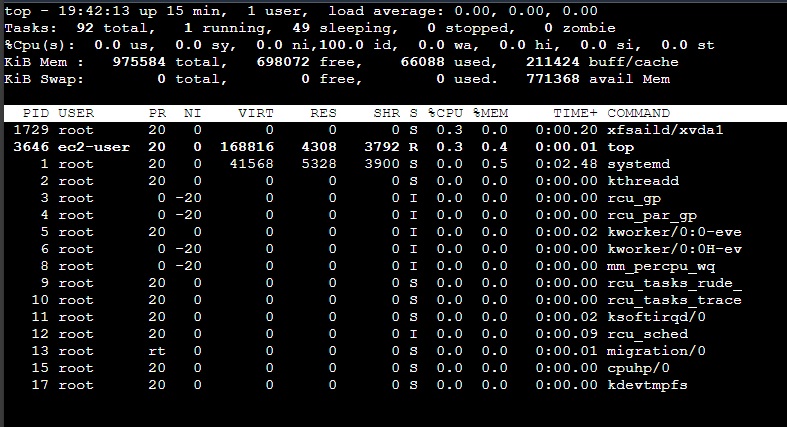 top - 19:42:13 up 15 min,  1 user,  load average: 0.00, 0.00, 0.00
Tasks:  92 total,   1 running,  49 sleeping,   0 stopped,   0 zombie
%Cpu(s):  0.0 us,  0.0 sy,  0.0 ni,100.0 id,  0.0 wa,  0.0 hi,  0.0 si,  0.0 st
KiB Mem :   975584 total,   698072 free,    66088 used,   211424 buff/cache
KiB Swap:        0 total,        0 free,        0 used.   771368 avail Mem
PID USER      PR  NI    VIRT    RES    SHR S %CPU %MEM     TIME+ COMMAND
1729 root      20   0       0      0      0 S  0.3  0.0   0:00.20 xfsaild/xvda1
3646 ec2-user  20   0  168816   4308   3792 R  0.3  0.4   0:00.01 top
1 root      20   0   41568   5328   3900 S  0.0  0.5   0:02.48 systemd
2 root      20   0       0      0      0 S  0.0  0.0   0:00.00 kthreadd
3 root       0 -20       0      0      0 I  0.0  0.0   0:00.00 rcu_gp
4 root       0 -20       0      0      0 I  0.0  0.0   0:00.00 rcu_par_gp
5 root      20   0       0      0      0 I  0.0  0.0   0:00.02 kworker/0:0-eve
6 root       0 -20       0      0      0 I  0.0  0.0   0:00.00 kworker/0:0H-ev
8 root       0 -20       0      0      0 I  0.0  0.0   0:00.00 mm_percpu_wq
9 root      20   0       0      0      0 S  0.0  0.0   0:00.00 rcu_tasks_rude_
10 root      20   0       0      0      0 S  0.0  0.0   0:00.00 rcu_tasks_trace
11 root      20   0       0      0      0 S  0.0  0.0   0:00.02 ksoftirqd/0
12 root      20   0       0      0      0 I  0.0  0.0   0:00.09 rcu_sched
13 root      rt   0       0      0      0 S  0.0  0.0   0:00.01 migration/0
15 root      20   0       0      0      0 S  0.0  0.0   0:00.00 cpuhp/0
17 root      20   0       0      0      0 S  0.0  0.0   0:00.00 kdevtmpfs